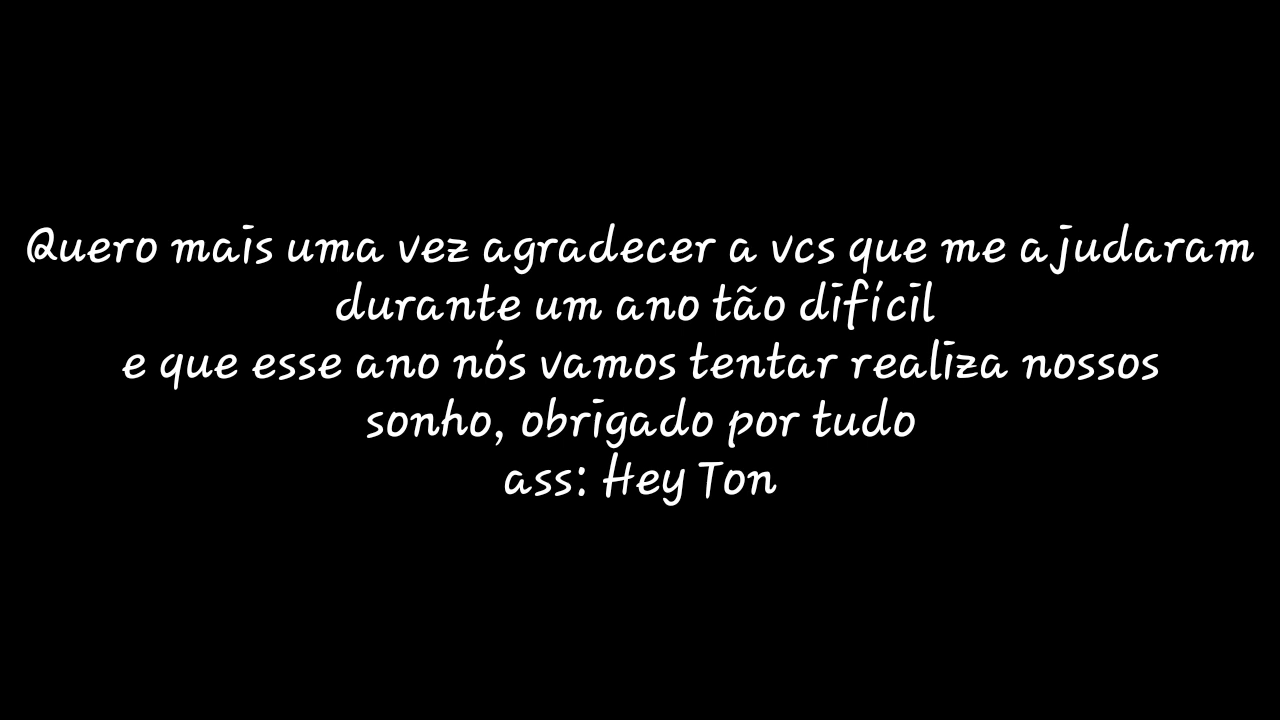 Quero mais uma vez agradecer a vcs que me ajudaram
durante um ano tão difícil
e que esse ano nós vamos tentar realiza nossos
sonho, obrigado por tudo
ass: Hey Ton